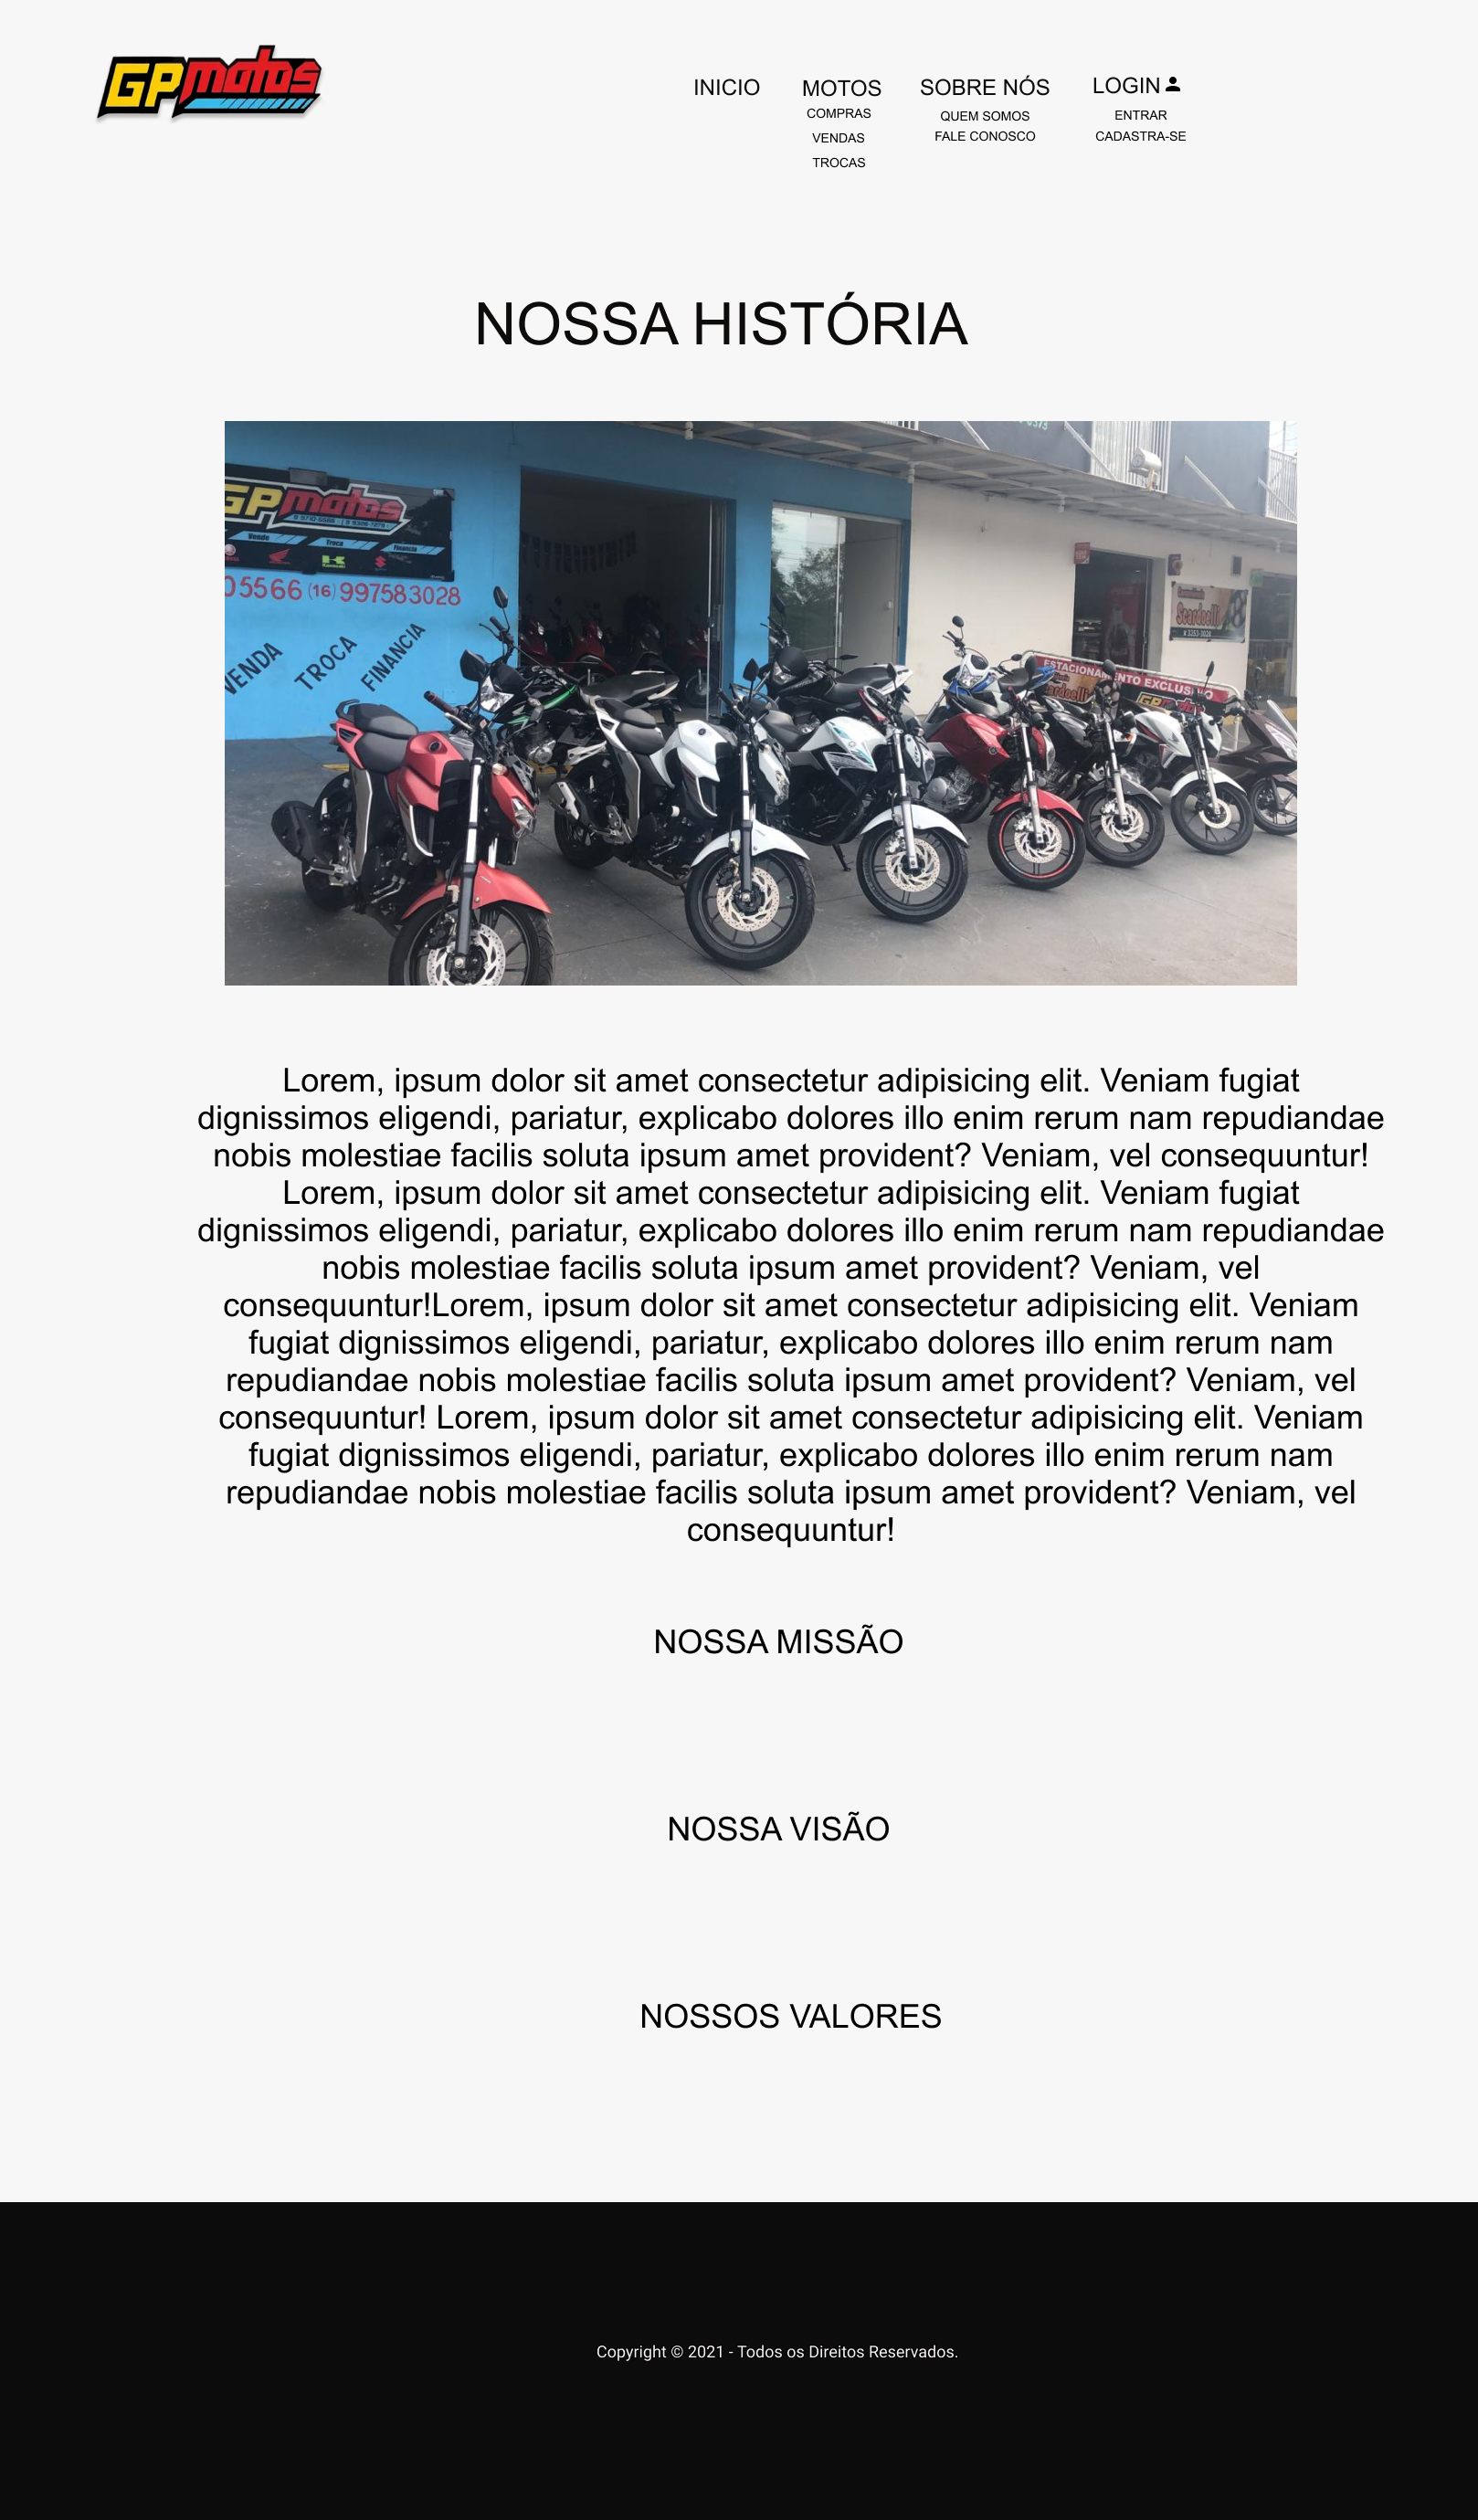 GPmotos
INICIO
MOTOS
COMPRAS
VENDAS
TROCAS
SOBRE NÓS
QUEM SOMOS
FALE CONOSCO
LOGIN
ENTRAR
CADASTRA-SE
NOSSA HISTÓRIA
GPmotos
Vende Troca Financia
05566 (16) 997583028
VENDA TROCA FINANCIA
Scardoelli
ESTACIONAMENTO EXCLUSIVO
GPmotos
Lorem, ipsum dolor sit amet consectetur adipisicing elit. Veniam fugiat
dignissimos eligendi, pariatur, explicabo dolores illo enim rerum nam repudiandae
nobis molestiae facilis soluta ipsum amet provident? Veniam, vel consequuntur!
Lorem, ipsum dolor sit amet consectetur adipisicing elit. Veniam fugiat
dignissimos eligendi, pariatur, explicabo dolores illo enim rerum nam repudiandae
nobis molestiae facilis soluta ipsum amet provident? Veniam, vel
consequuntur!Lorem, ipsum dolor sit amet consectetur adipisicing elit. Veniam
fugiat dignissimos eligendi, pariatur, explicabo dolores illo enim rerum nam
repudiandae nobis molestiae facilis soluta ipsum amet provident? Veniam, vel
consequuntur! Lorem, ipsum dolor sit amet consectetur adipisicing elit. Veniam
fugiat dignissimos eligendi, pariatur, explicabo dolores illo enim rerum nam
repudiandae nobis molestiae facilis soluta ipsum amet provident? Veniam, vel
consequuntur!
NOSSA MISSÃO
NOSSA VISÃO
NOSSOS VALORES
Copyright © 2021 - Todos os Direitos Reservados.